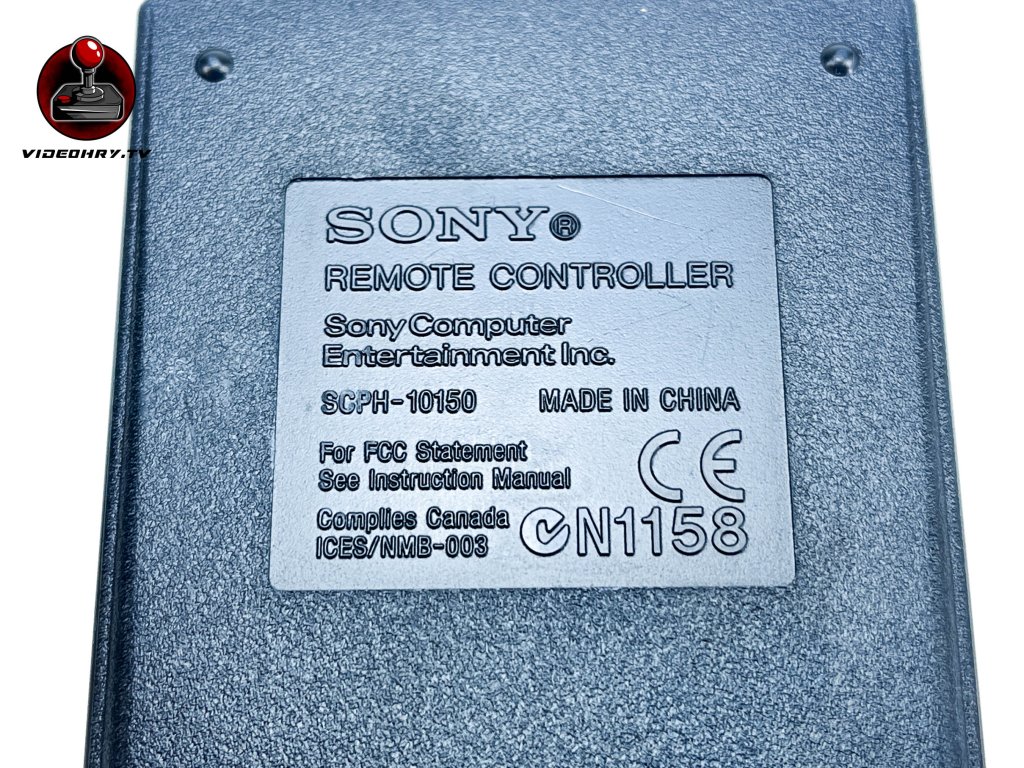 VIDEOHRY.TV
SONY®
REMOTE CONTROLLER
Sony Computer
Entertainment Inc.
SCPH-10150 MADE IN CHINA
For FCC Statement
See Instruction Manual
CE
Complies Canada
ICES/NMB-003
N1158